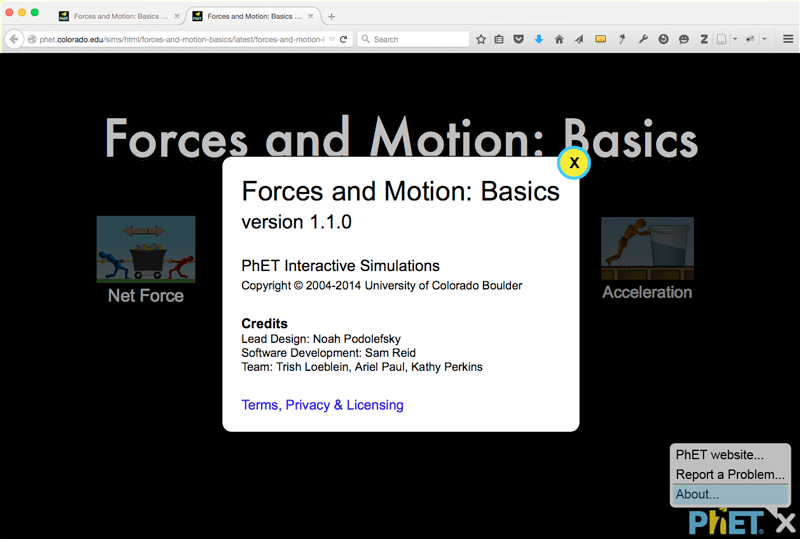 Forces and Motion: Basics ...
Forces and Motion: Basics ...
phet.colorado.edu/sims/html/forces-and-motion-basics/latest/forces-and-motion-
Search
Forces and Motion: Basics
X
Forces and Motion: Basics
version 1.1.0
PhET Interactive Simulations
Copyright © 2004-2014 University of Colorado Boulder
Credits
Lead Design: Noah Podolefsky
Software Development: Sam Reid
Team: Trish Loeblein, Ariel Paul, Kathy Perkins
Terms, Privacy & Licensing
Net Force
Acceleration
PhET website...
Report a Problem...
About...
PhET